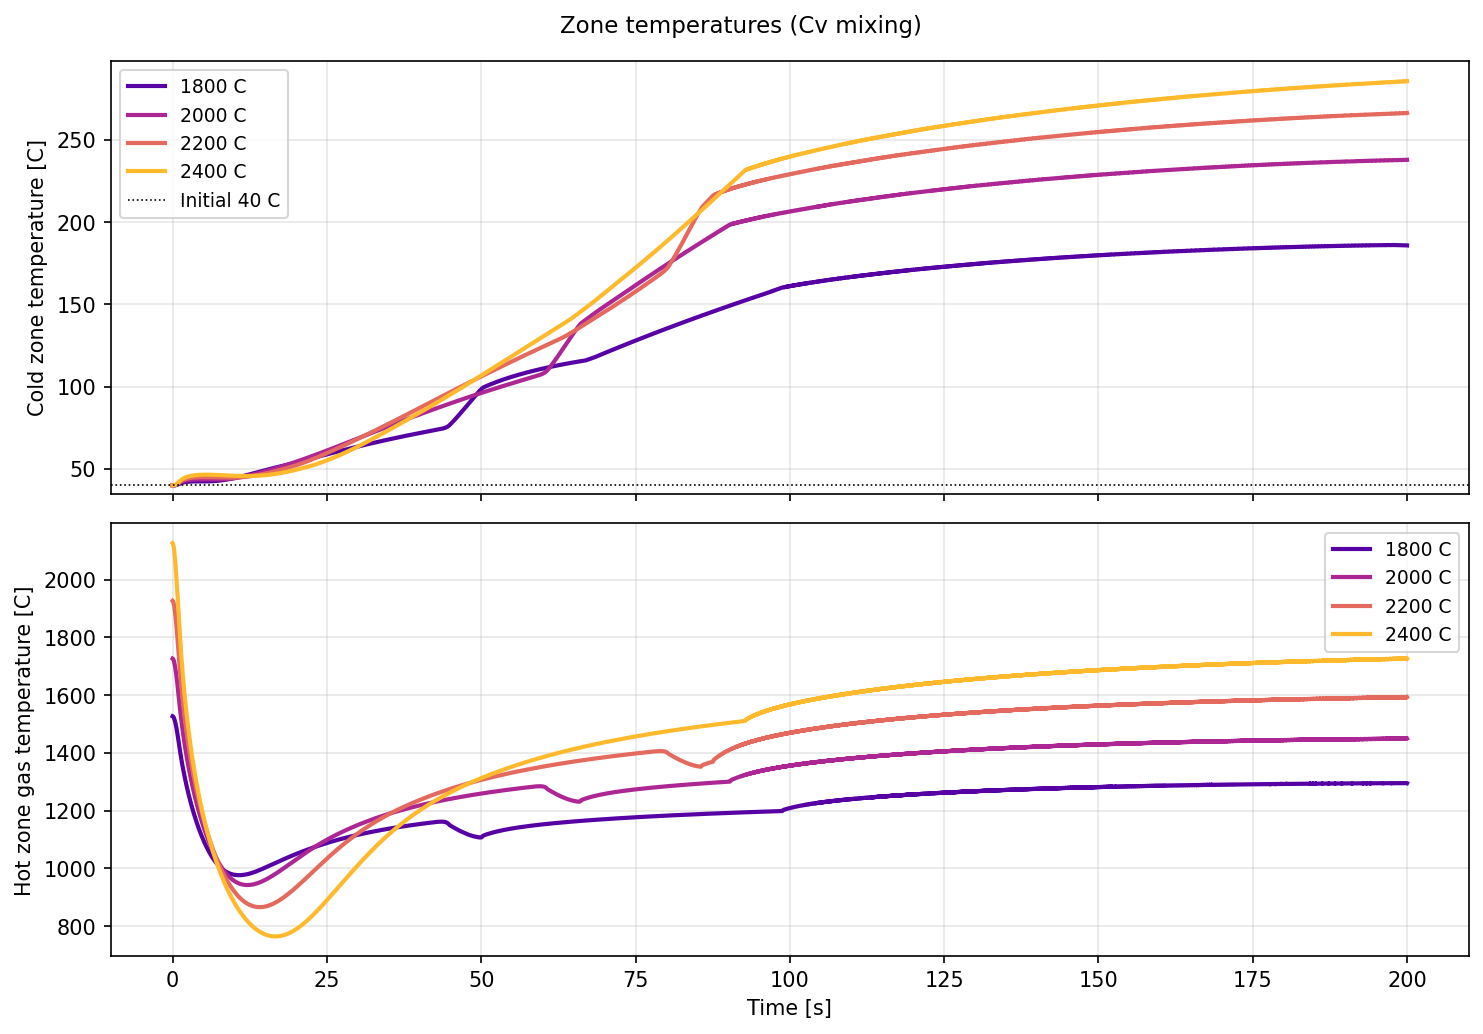 Zone temperatures (Cv mixing)
Cold zone temperature [C]
250
200
150
100
50
1800 C
2000 C
2200 C
2400 C
Initial 40 C
Hot zone gas temperature [C]
2000
1800
1600
1400
1200
1000
800
1800 C
2000 C
2200 C
2400 C
0 25 50 75 100 125 150 175 200
Time [s]